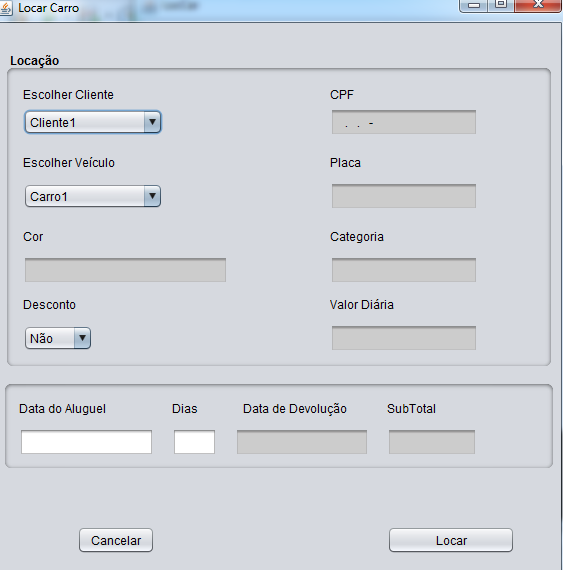 Locar Carro
Locação
Escolher Cliente CPF
Cliente1 . . -
Escolher Veículo Placa
Carro1
Cor Categoria
Desconto Valor Diária
Não
Data do Aluguel Dias Data de Devolução SubTotal
Cancelar Locar